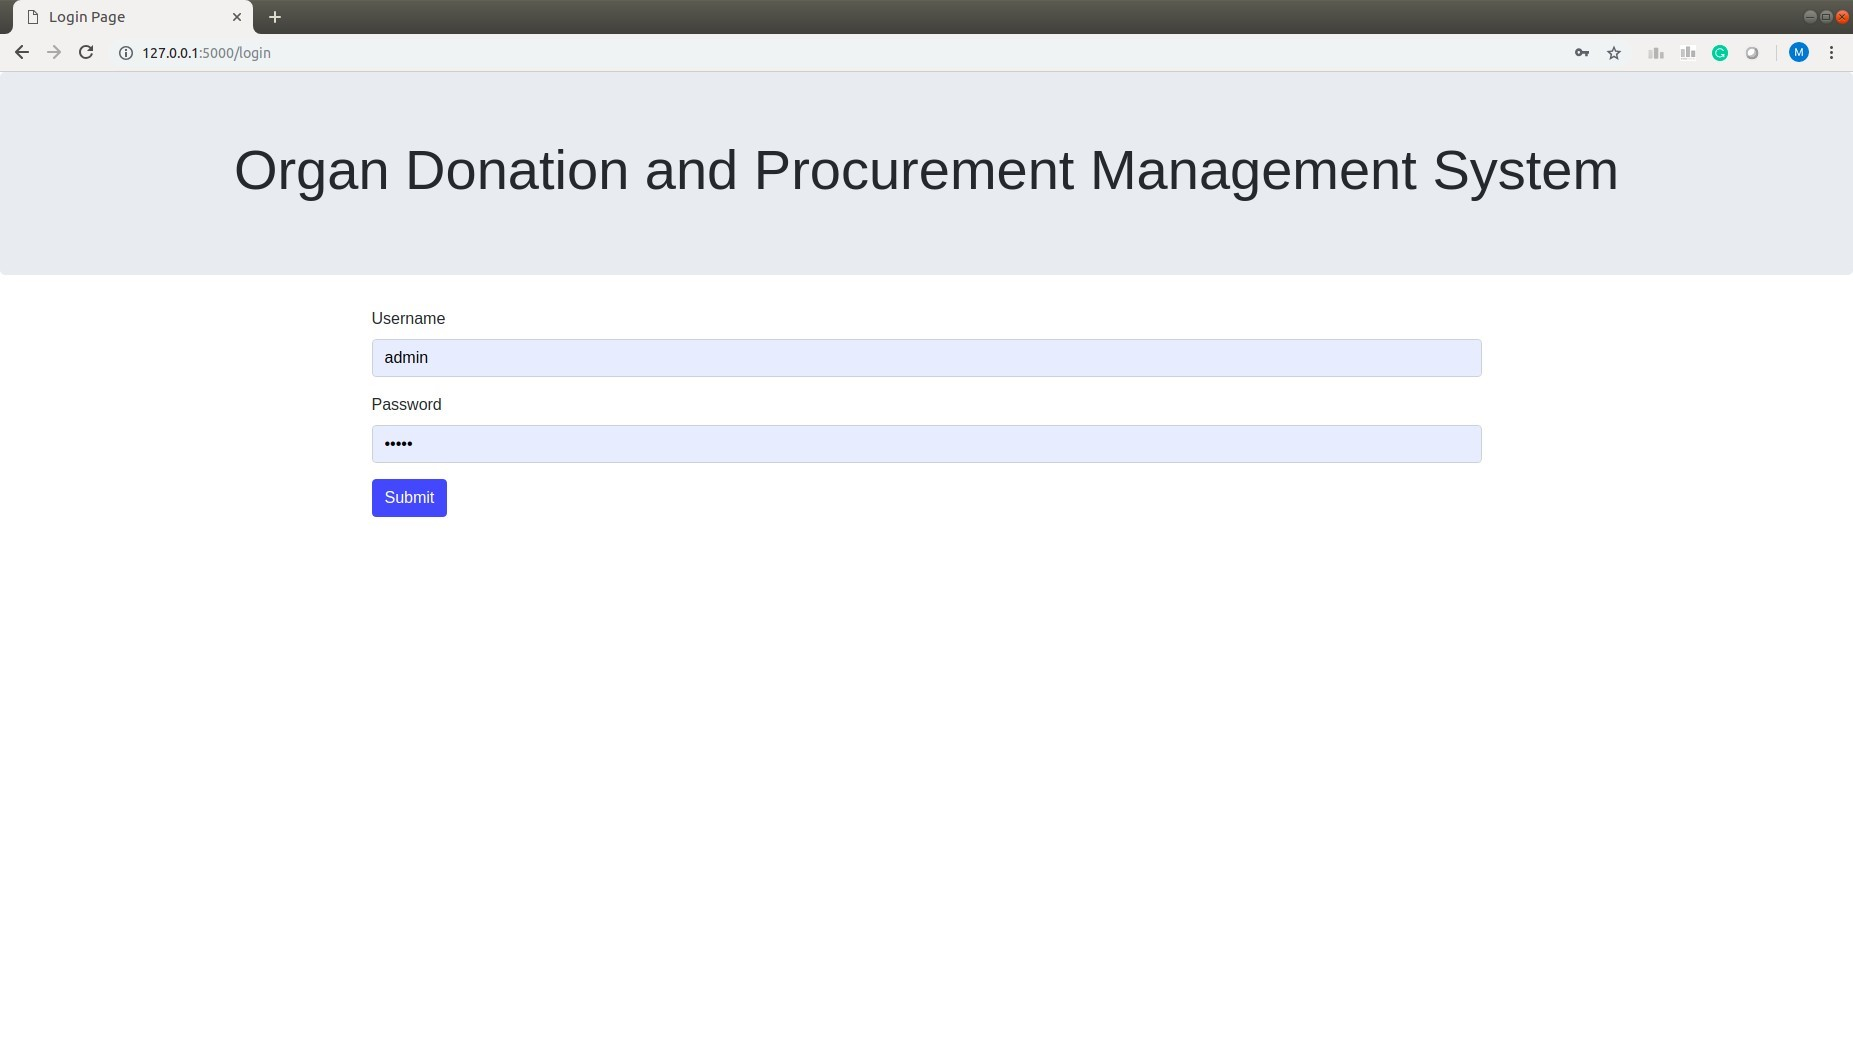 Login Page
127.0.0.1:5000/login
M
Organ Donation and Procurement Management System
Username
admin
Password
•••••
Submit